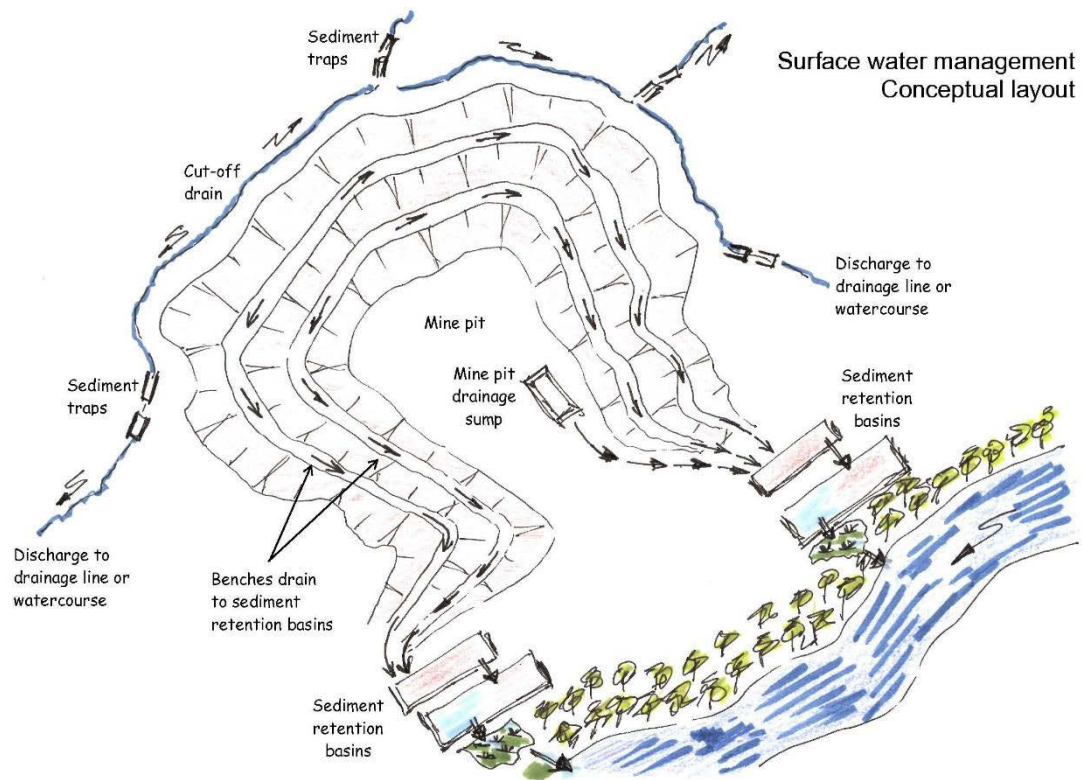 Surface water management
Conceptual layout
Sediment
traps
Cut-off
drain
Discharge to
drainage line or
watercourse
Mine pit
Mine pit
drainage
sump
Sediment
retention
basins
Sediment
traps
Discharge to
drainage line or
watercourse
Benches drain
to sediment
retention basins
Sediment
retention
basins